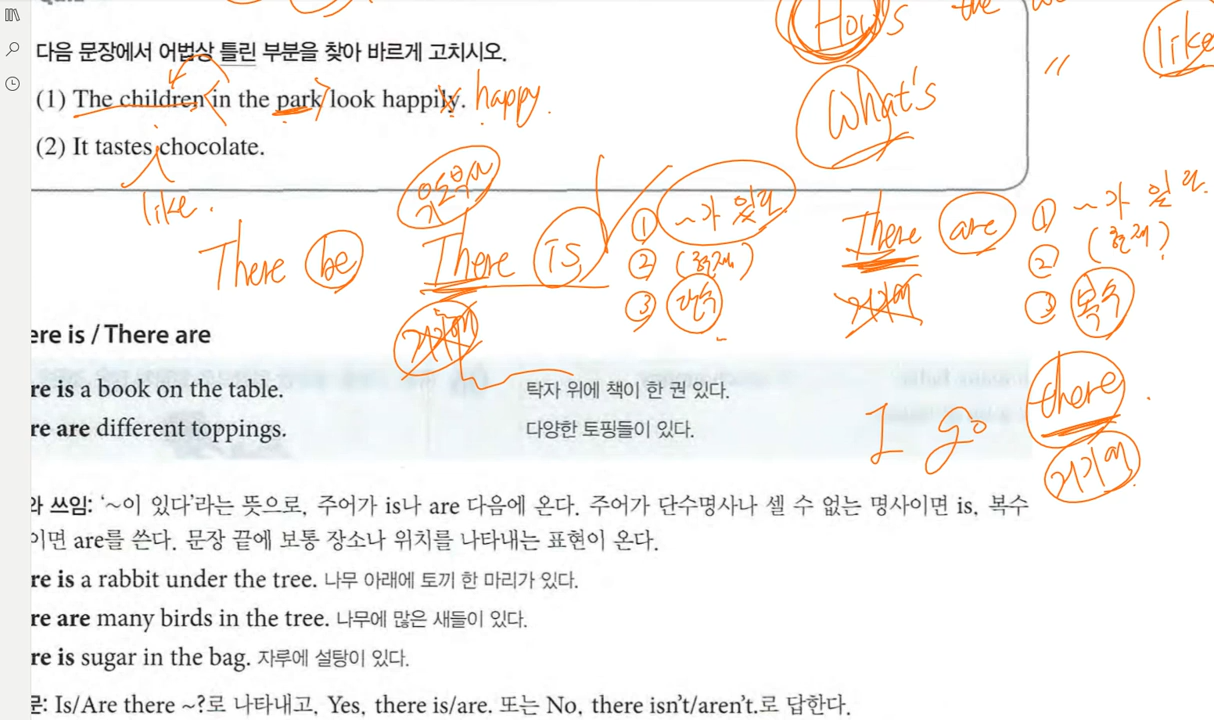 How's the
What's " like
다음 문장에서 어법상 틀린 부분을 찾아 바르게 고치시오.
(1) The children in the park look happily. happy.
(2) It tastes chocolate.
like.
There be
유도부사
There is
거기에
① ~가 있다
② (현재)
③ 단수
There are
거기에
① ~가 있다.
② (현재)
③ 복수
ere is / There are
re is a book on the table. 탁자 위에 책이 한 권 있다.
re are different toppings. 다양한 토핑들이 있다.
I go there.
거기에
와 쓰임: '~이 있다'라는 뜻으로, 주어가 is나 are 다음에 온다. 주어가 단수명사나 셀 수 없는 명사이면 is, 복수
이면 are를 쓴다. 문장 끝에 보통 장소나 위치를 나타내는 표현이 온다.
re is a rabbit under the tree. 나무 아래에 토끼 한 마리가 있다.
re are many birds in the tree. 나무에 많은 새들이 있다.
re is sugar in the bag. 자루에 설탕이 있다.
문: Is/Are there ~?로 나타내고, Yes, there is/are. 또는 No, there isn't/aren't.로 답한다.